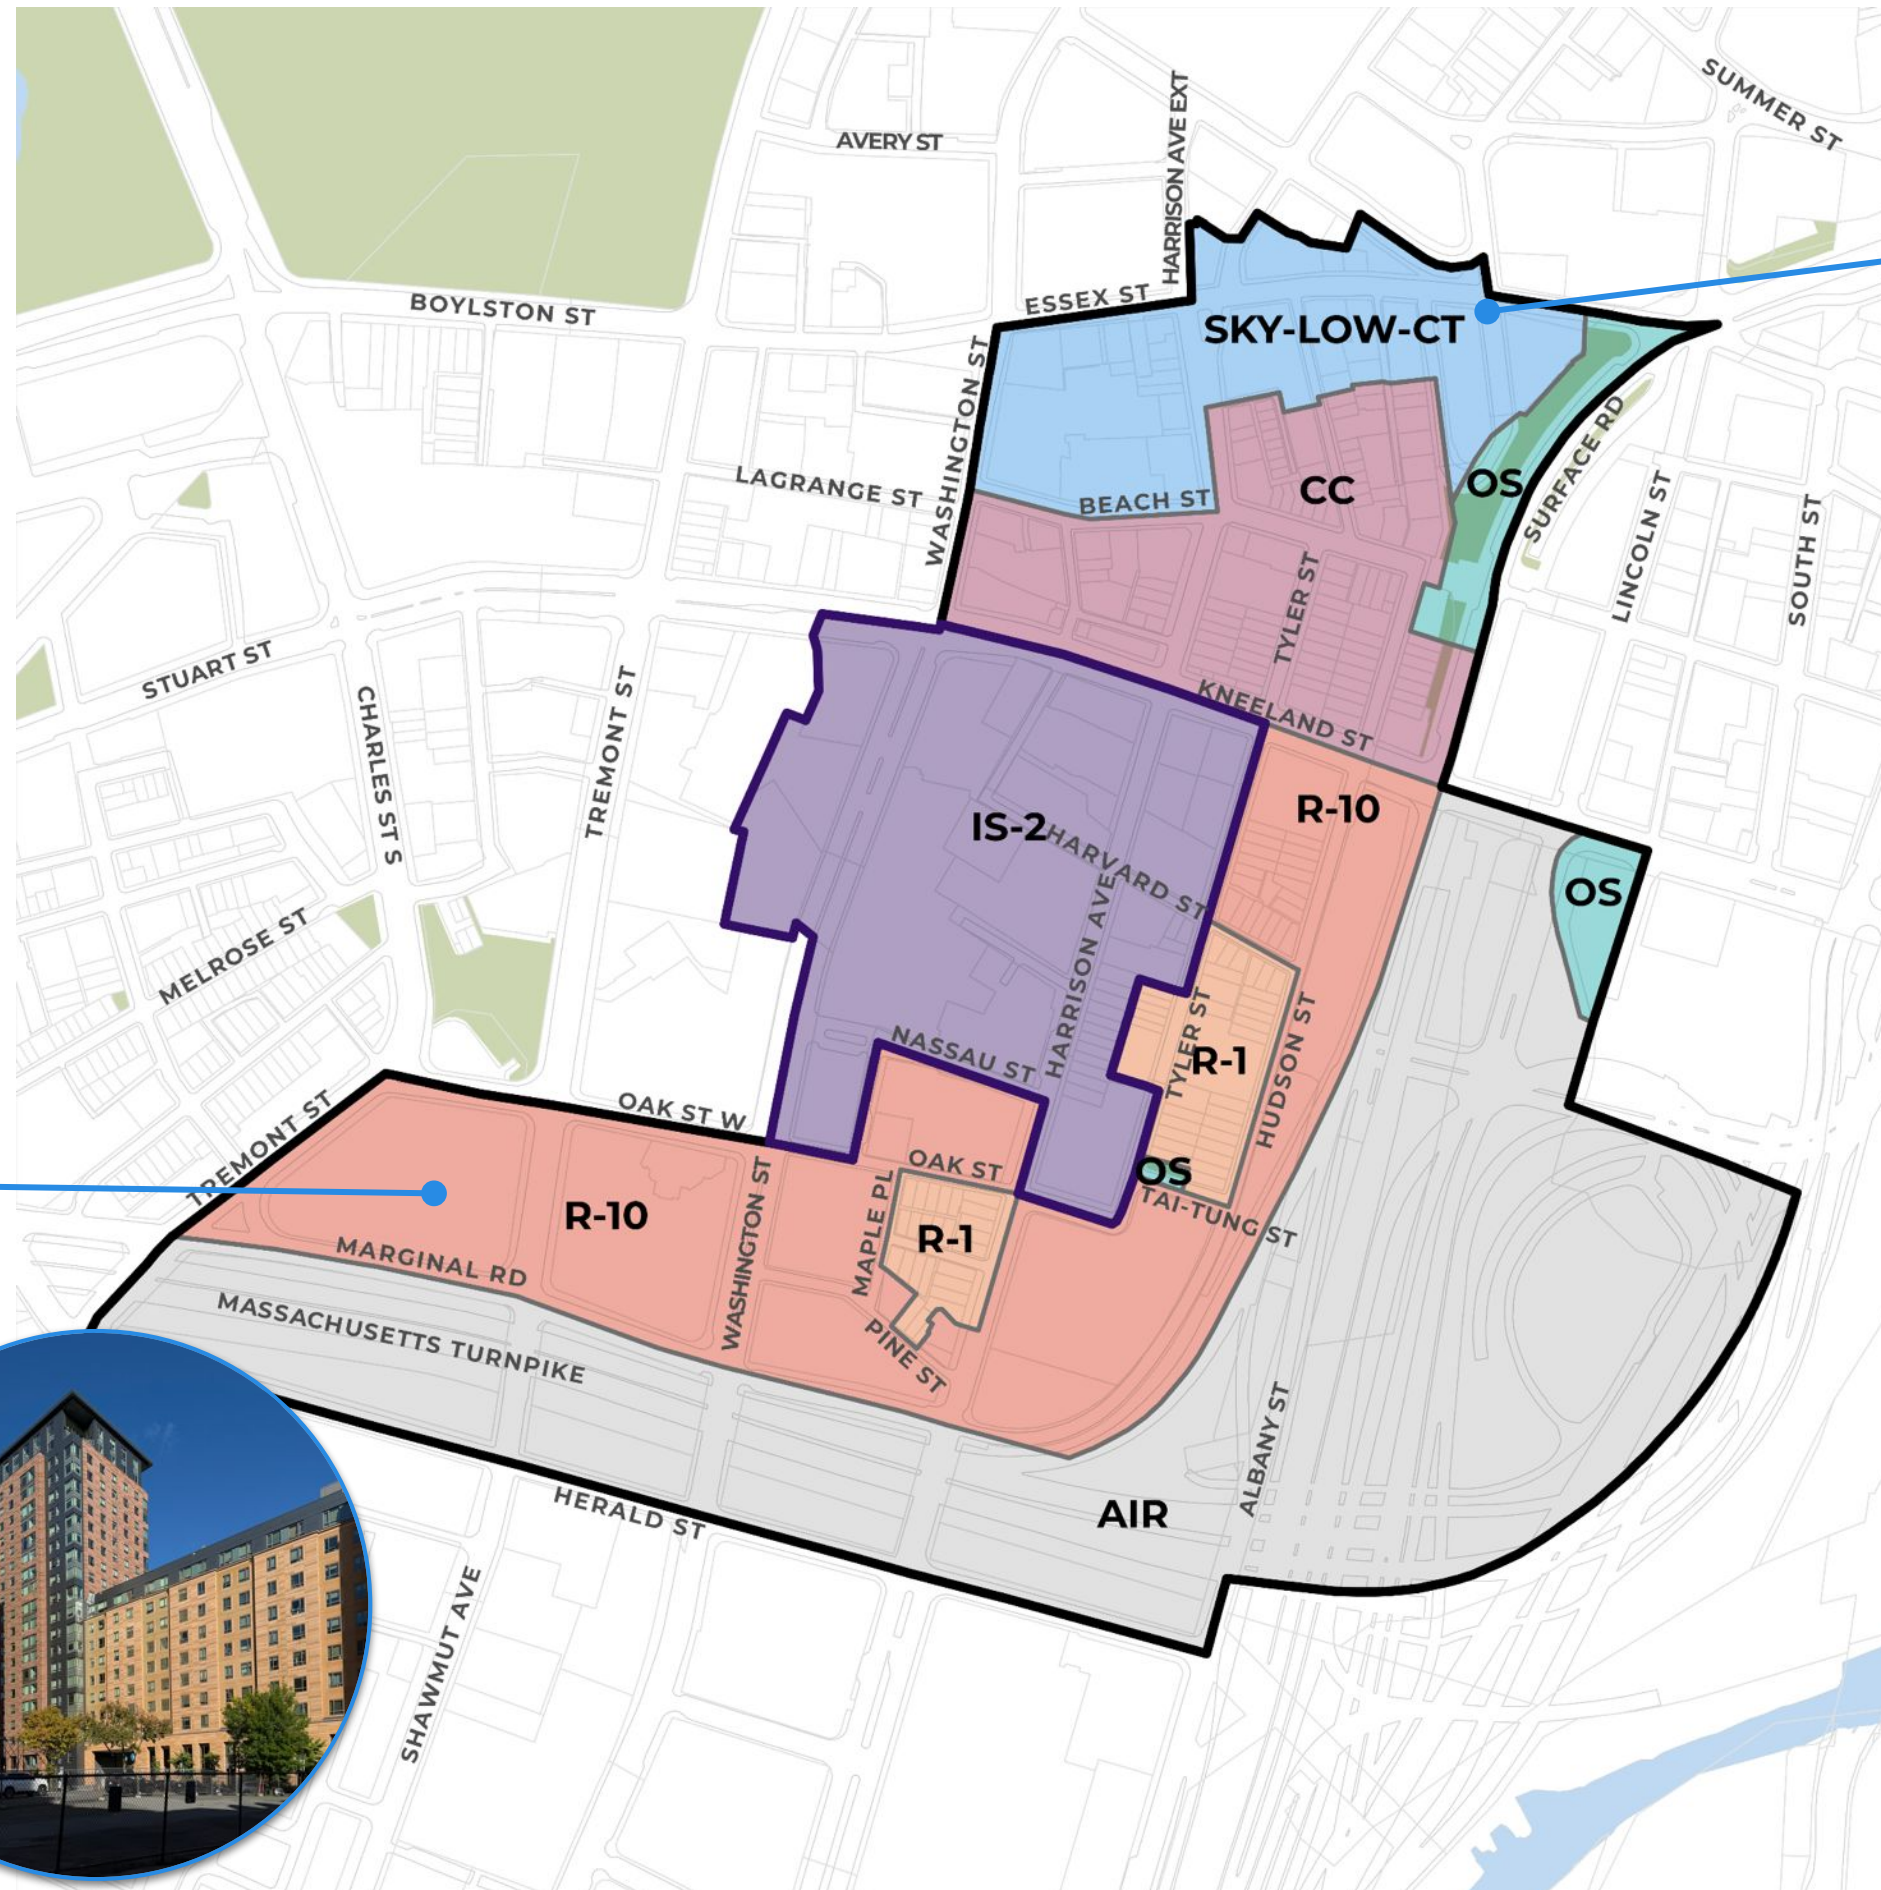 SUMMER ST
AVERY ST
HARRISON AVE EXT
BOYLSTON ST
ESSEX ST
SKY-LOW-CT
WASHINGTON ST
LAGRANGE ST
BEACH ST
CC
OS
SURFACE RD
LINCOLN ST
SOUTH ST
TYLER ST
STUART ST
CHARLES ST S
TREMONT ST
KNEELAND ST
IS-2
HARVARD ST
R-10
OS
HARRISON AVE
MELROSE ST
NASSAU ST
TYLER ST
R-1
HUDSON ST
TREMONT ST
OAK ST W
OAK ST
OS
TAI-TUNG ST
R-10
WASHINGTON ST
MAPLE PL
R-1
MARGINAL RD
MASSACHUSETTS TURNPIKE
PINE ST
ALBANY ST
HERALD ST
AIR
SHAWMUT AVE